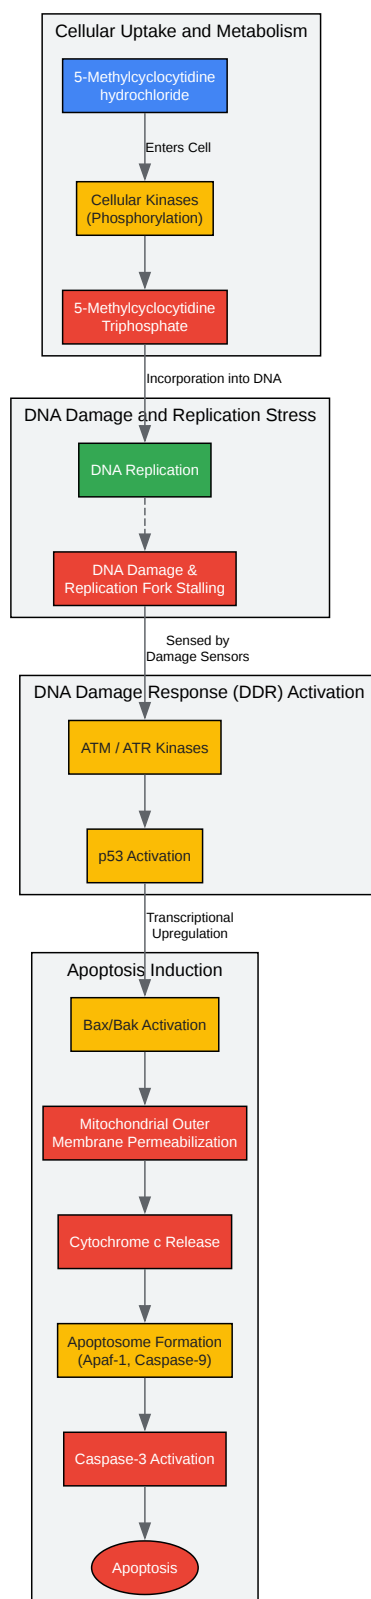 Cellular Uptake and Metabolism
5-Methylcyclocytidine
hydrochloride
Enters Cell
Cellular Kinases
(Phosphorylation)
5-Methylcyclocytidine
Triphosphate
Incorporation into DNA
DNA Damage and Replication Stress
DNA Replication
DNA Damage &
Replication Fork Stalling
Sensed by
Damage Sensors
DNA Damage Response (DDR) Activation
ATM / ATR Kinases
p53 Activation
Transcriptional
Upregulation
Apoptosis Induction
Bax/Bak Activation
Mitochondrial Outer
Membrane Permeabilization
Cytochrome c Release
Apoptosome Formation
(Apaf-1, Caspase-9)
Caspase-3 Activation
Apoptosis